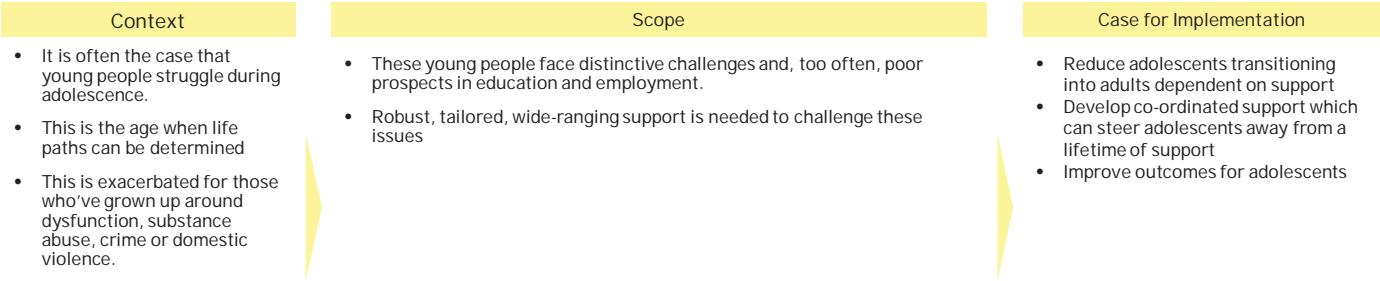 Context
• It is often the case that
young people struggle during
adolescence.
• This is the age when life
paths can be determined
• This is exacerbated for those
who've grown up around
dysfunction, substance
abuse, crime or domestic
violence.
Scope
• These young people face distinctive challenges and, too often, poor
prospects in education and employment.
• Robust, tailored, wide-ranging support is needed to challenge these
issues
Case for Implementation
• Reduce adolescents transitioning
into adults dependent on support
• Develop co-ordinated support which
can steer adolescents away from a
lifetime of support
• Improve outcomes for adolescents